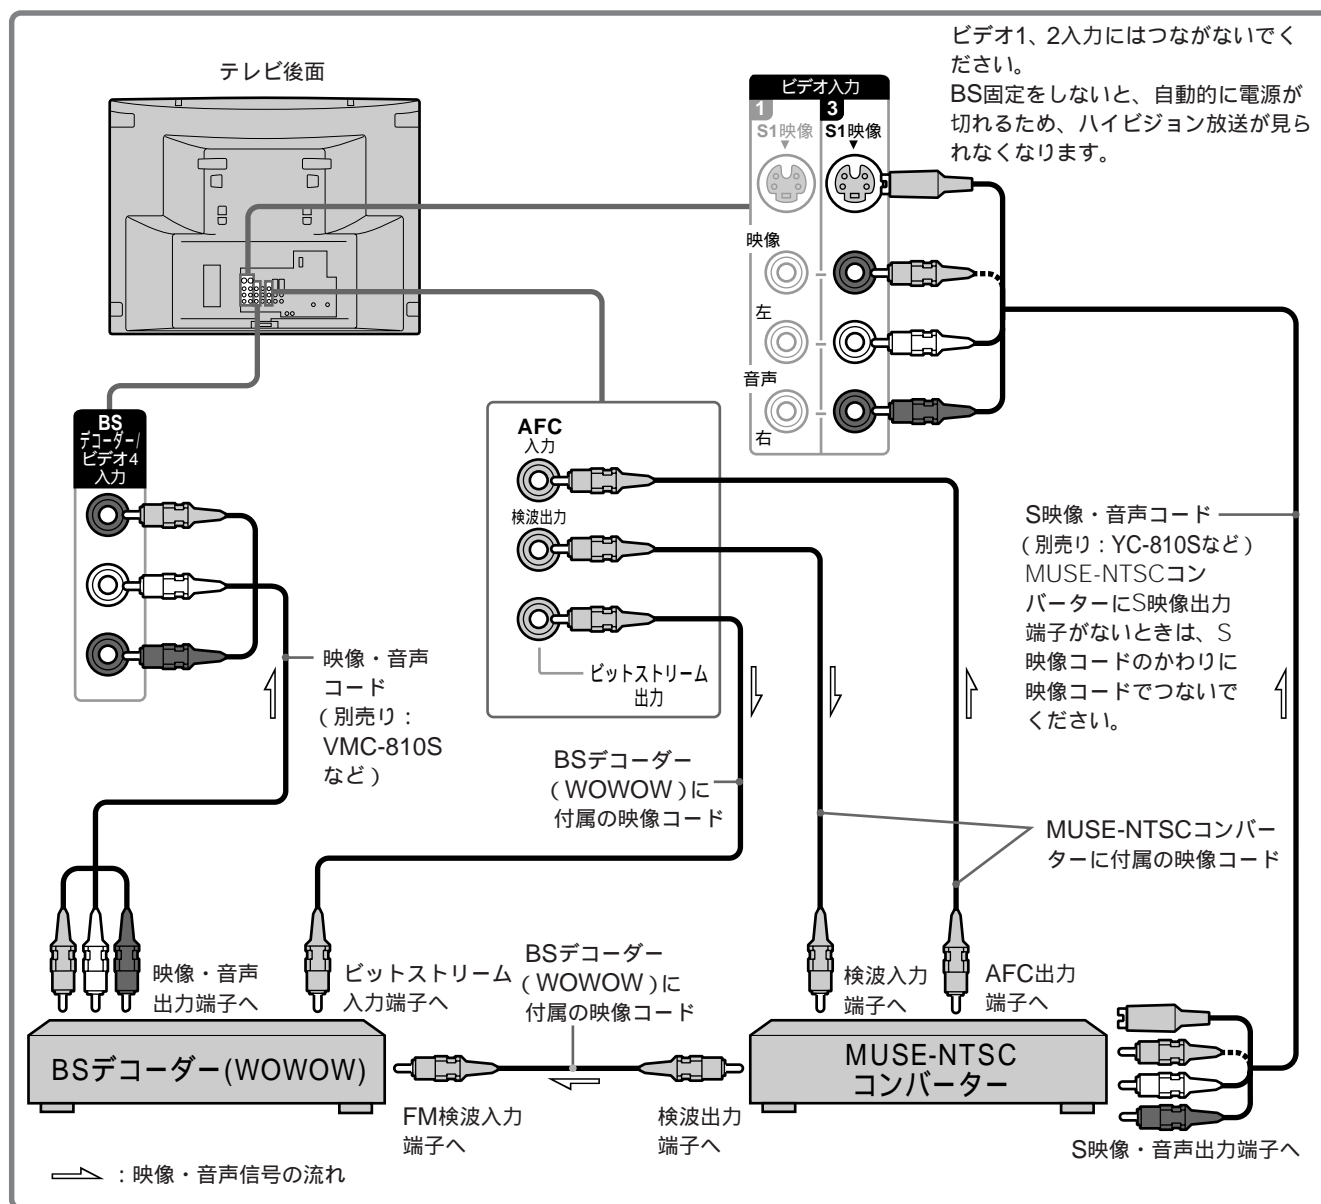 ビデオ1、2入力にはつながないでく
ださい。
BS固定をしないと、自動的に電源が
切れるため、ハイビジョン放送が見ら
れなくなります。
テレビ後面
ビデオ入力
1
3
S1映像
S1映像
映像
左
音声
右
BS
デコーダー/
ビデオ4
入力
AFC
入力
検波出力
ビットストリーム
出力
S映像・音声コード
(別売り：YC-810Sなど)
MUSE-NTSCコン
バーターにS映像出力
端子がないときは、S
映像コードのかわりに
映像コードでつないで
ください。
映像・音声
コード
(別売り：
VMC-810S
など)
BSデコーダー
(WOWOW)に
付属の映像コード
MUSE-NTSCコンバー
ターに付属の映像コード
映像・音声
出力端子へ
ビットストリーム
入力端子へ
BSデコーダー
(WOWOW)に
付属の映像コード
検波入力
端子へ
AFC出力
端子へ
BSデコーダー(WOWOW)
MUSE-NTSC
コンバーター
FM検波入力
端子へ
検波出力
端子へ
S映像・音声出力端子へ
：映像・音声信号の流れ